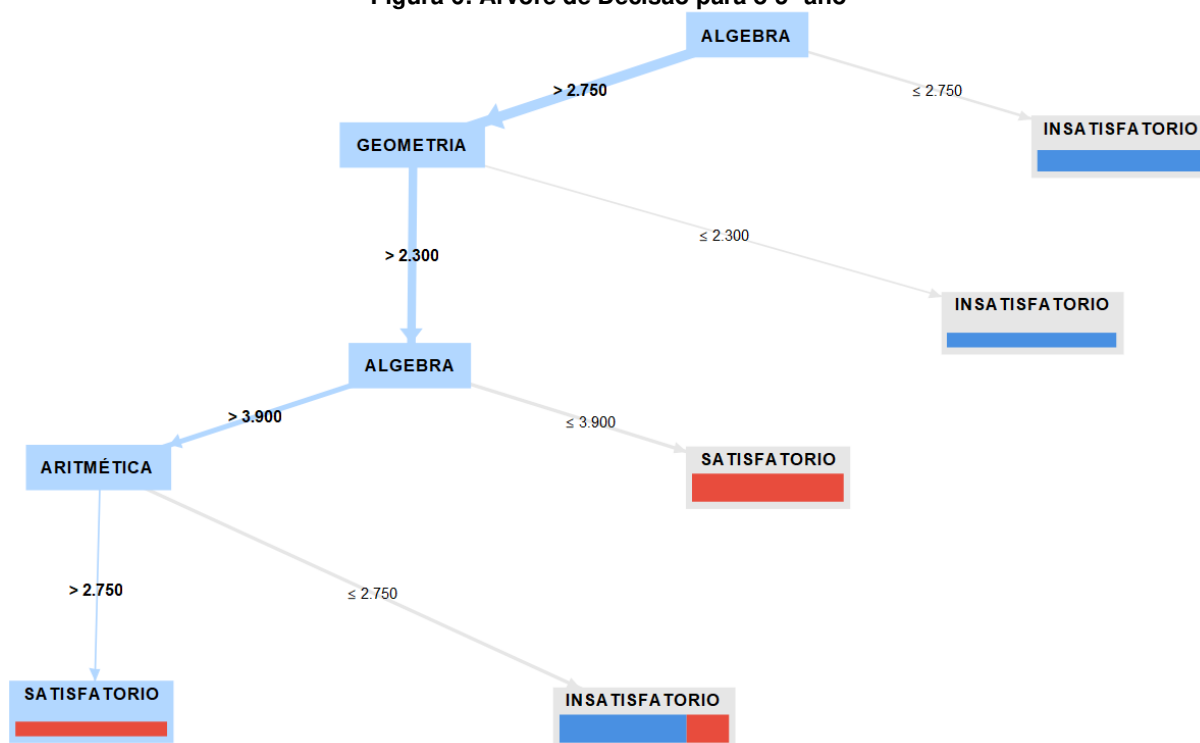 ALGEBRA
> 2.750
≤ 2.750
INSATISFATORIO
GEOMETRIA
≤ 2.300
> 2.300
INSATISFATORIO
ALGEBRA
> 3.900
≤ 3.900
SATISFATORIO
ARITMÉTICA
> 2.750
≤ 2.750
SATISFATORIO
INSATISFATORIO